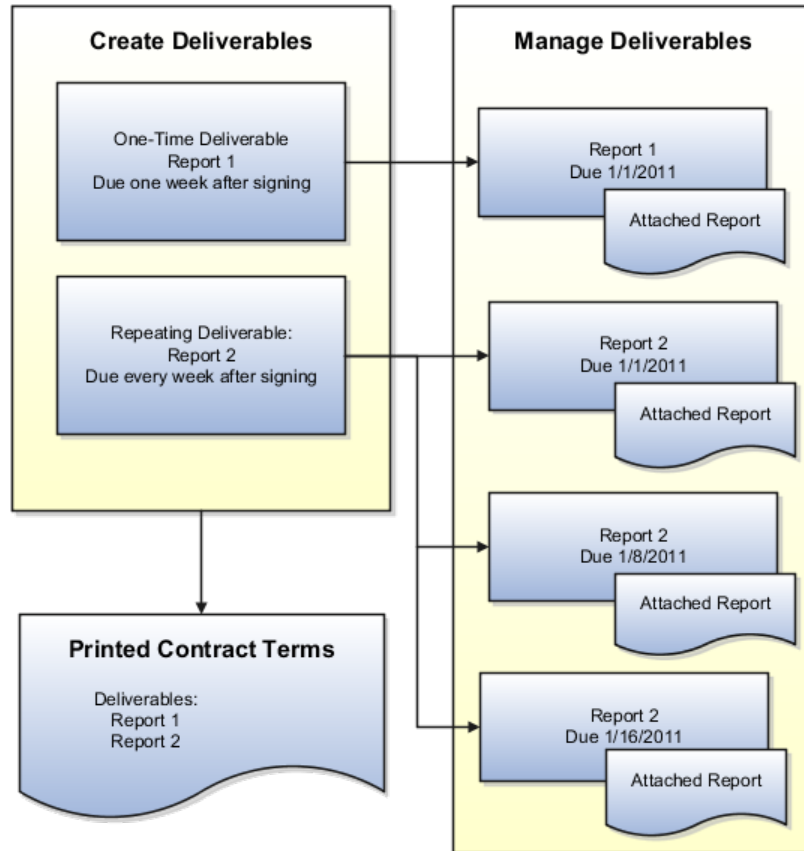 Create Deliverables
One-Time Deliverable
Report 1
Due one week after signing
Repeating Deliverable:
Report 2
Due every week after signing
Printed Contract Terms
Deliverables:
Report 1
Report 2
Manage Deliverables
Report 1
Due 1/1/2011
Attached Report
Report 2
Due 1/1/2011
Attached Report
Report 2
Due 1/8/2011
Attached Report
Report 2
Due 1/16/2011
Attached Report